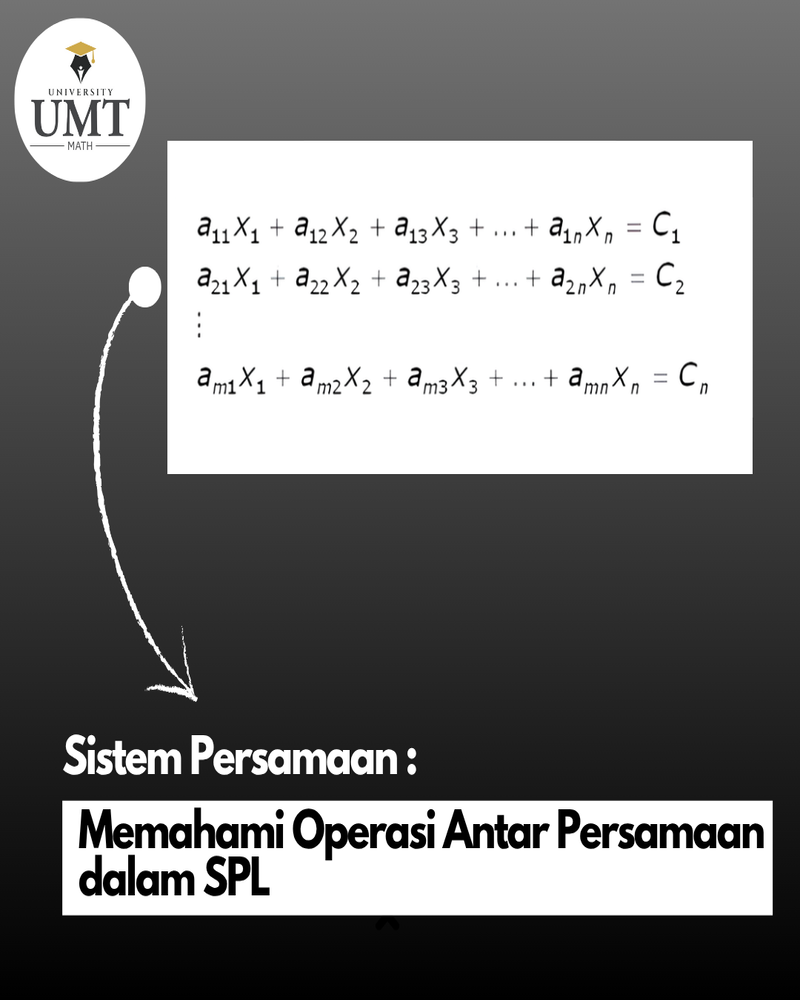 UNIVERSITY
UMT
MATH
a₁₁x₁ + a₁₂x₂ + a₁₃x₃ + ... + a₁ₙxₙ = C₁
a₂₁x₁ + a₂₂x₂ + a₂₃x₃ + ... + a₂ₙxₙ = C₂
⋮
aₘ₁x₁ + aₘ₂x₂ + aₘ₃x₃ + ... + aₘₙxₙ = Cₙ
Sistem Persamaan :
Memahami Operasi Antar Persamaan
dalam SPL